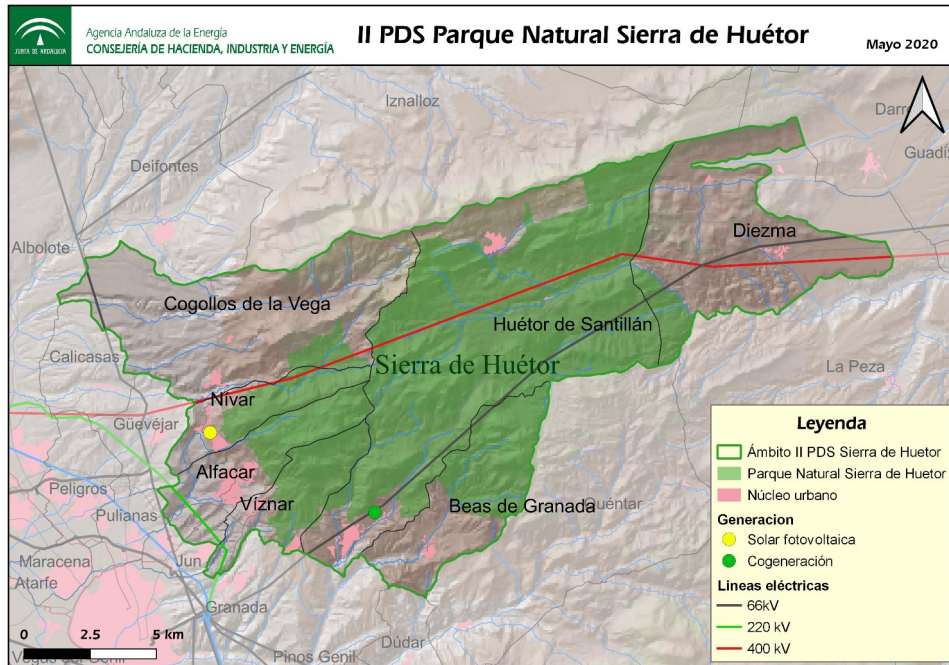 JUNTA DE ANDALUCIA
Agencia Andaluza de la Energía
CONSEJERÍA DE HACIENDA, INDUSTRIA Y ENERGÍA
II PDS Parque Natural Sierra de Huétor
Mayo 2020
Iznalloz
Darro
Deifontes
Guadix
Albolote
Diezma
Cogollos de la Vega
Huétor de Santillán
Calicasas
Sierra de Huétor
La Peza
Nívar
Güevéjar
Alfacar
Peligros
Víznar
Beas de Granada
Quéntar
Pulianas
Maracena
Jun
Atarfe
Granada
Dúdar
Pinos Genil
Vegas del Genil
0 2.5 5 km
Leyenda
Ámbito II PDS Sierra de Huetor
Parque Natural Sierra de Huetor
Núcleo urbano
Generacion
Solar fotovoltaica
Cogeneración
Lineas eléctricas
66kV
220 kV
400 kV